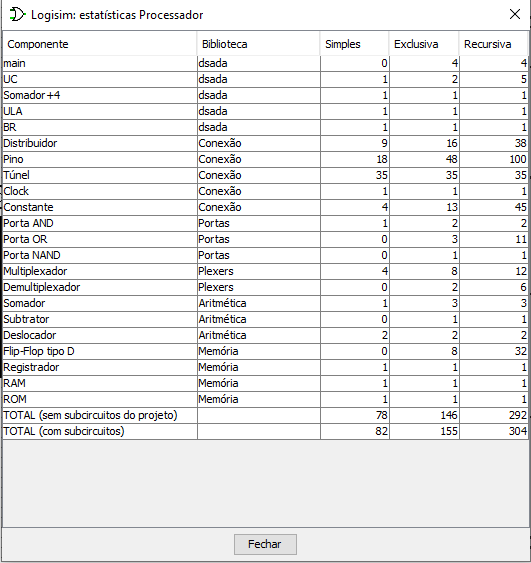 Logisim: estatísticas Processador
Componente Biblioteca Simples Exclusiva Recursiva
main dsada 0 4 4
UC dsada 1 2 5
Somador+4 dsada 1 1 1
ULA dsada 1 1 1
BR dsada 1 1 1
Distribuidor Conexão 9 16 38
Pino Conexão 18 48 100
Túnel Conexão 35 35 35
Clock Conexão 1 1 1
Constante Conexão 4 13 45
Porta AND Portas 1 2 2
Porta OR Portas 0 3 11
Porta NAND Portas 0 1 1
Multiplexador Plexers 4 8 12
Demultiplexador Plexers 0 2 6
Somador Aritmética 1 3 3
Subtrator Aritmética 0 1 1
Deslocador Aritmética 2 2 2
Flip-Flop tipo D Memória 0 8 32
Registrador Memória 1 1 1
RAM Memória 1 1 1
ROM Memória 1 1 1
TOTAL (sem subcircuitos do projeto) 78 146 292
TOTAL (com subcircuitos) 82 155 304
Fechar